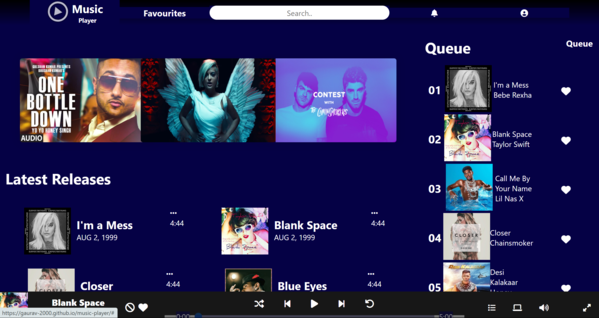 Music
Player
Favourites
Search..
Queue
Queue
ONE
BOTTLE
DOWN
YO YO HONEY SINGH
AUDIO
CONTEST
WITH
01
I'm a Mess
Bebe Rexha
02
Blank Space
Taylor Swift
03
Call Me By
Your Name
Lil Nas X
04
CLOSER
Closer
Chainsmoker
05
Desi
Kalakaar
Latest Releases
I'm a Mess
AUG 2, 1999
...
4:44
Blank Space
AUG 2, 1999
...
4:44
CLOSER
Closer
...
4:44
Blue Eyes
...
4:44
Blank Space
https://gaurav-2000.github.io/music-player/#